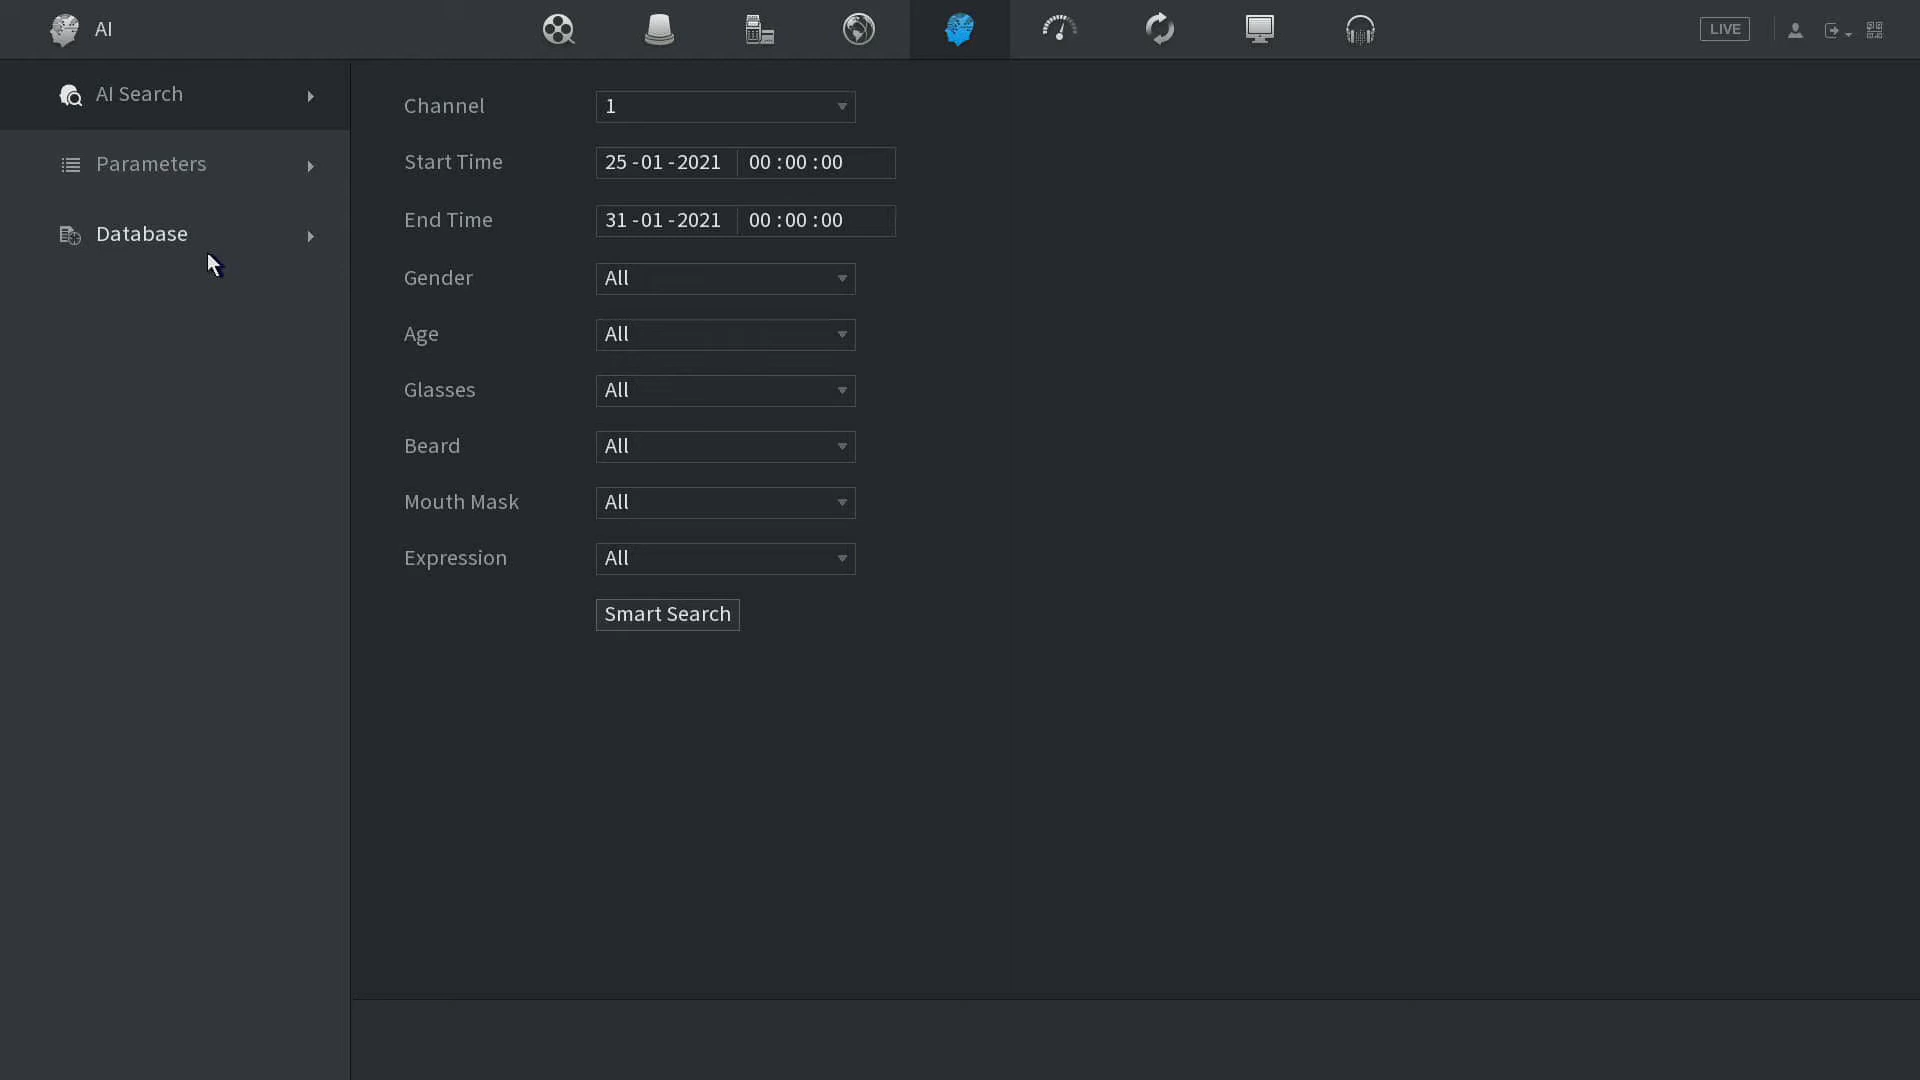 AI
LIVE
AI Search
Parameters
Database
Channel 1
Start Time 25 -01 -2021 00 :00 :00
End Time 31 -01 -2021 00 :00 :00
Gender All
Age All
Glasses All
Beard All
Mouth Mask All
Expression All
Smart Search